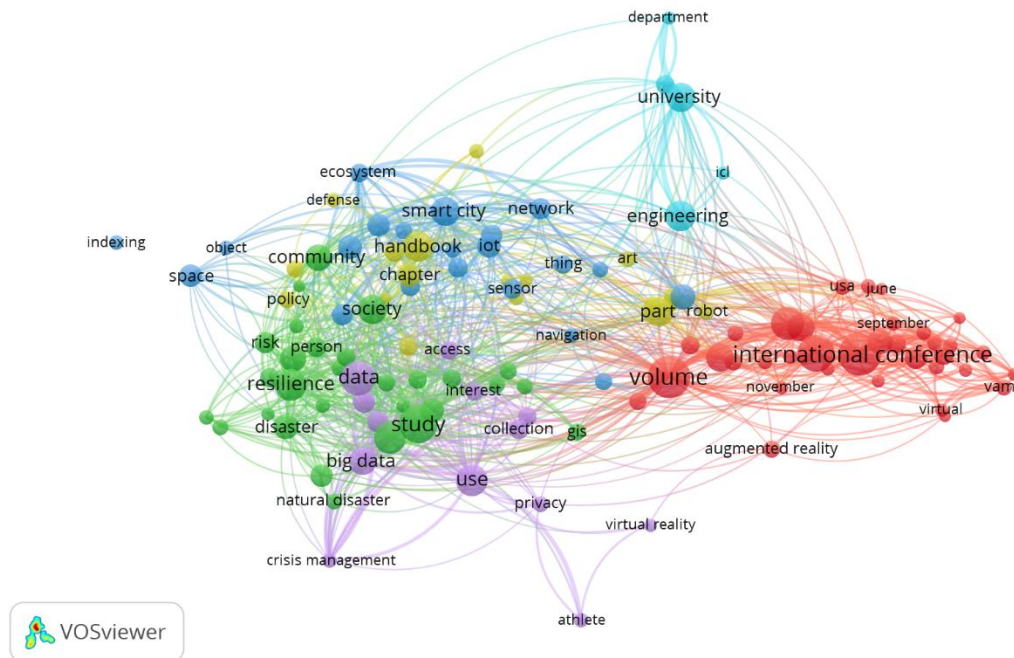 department
university
icl
ecosystem
defense
smart city
network
engineering
indexing
object
community
handbook
iot
space
chapter
thing
art
policy
sensor
usa
june
society
part
robot
september
risk
person
access
navigation
international conference
resilience
data
interest
volume
november
vam
disaster
study
collection
gis
virtual
big data
augmented reality
use
natural disaster
privacy
virtual reality
crisis management
athlete
VOSviewer